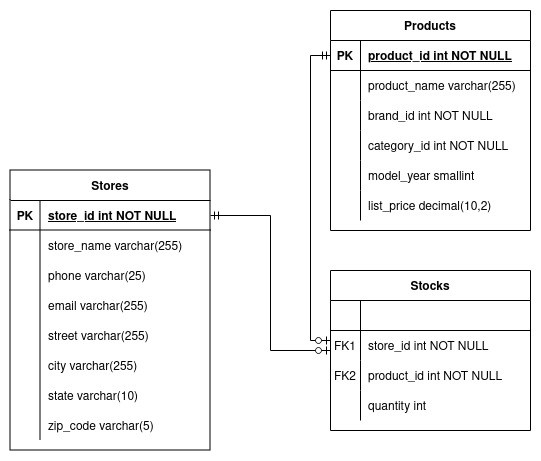 Products
PK product_id int NOT NULL
product_name varchar(255)
brand_id int NOT NULL
category_id int NOT NULL
model_year smallint
list_price decimal(10,2)
Stores
PK store_id int NOT NULL
store_name varchar(255)
phone varchar(25)
email varchar(255)
street varchar(255)
city varchar(255)
state varchar(10)
zip_code varchar(5)
Stocks
FK1 store_id int NOT NULL
FK2 product_id int NOT NULL
quantity int